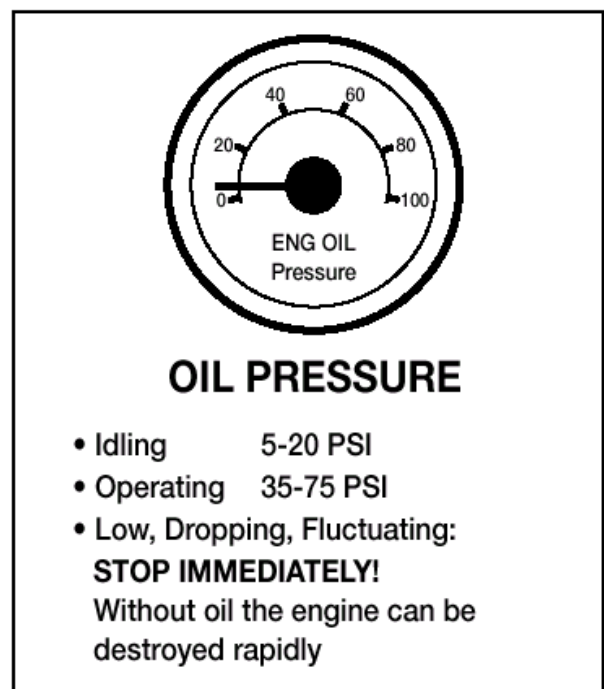 40 60
20 80
0 100
ENG OIL
Pressure
OIL PRESSURE
• Idling 5-20 PSI
• Operating 35-75 PSI
• Low, Dropping, Fluctuating:
STOP IMMEDIATELY!
Without oil the engine can be
destroyed rapidly